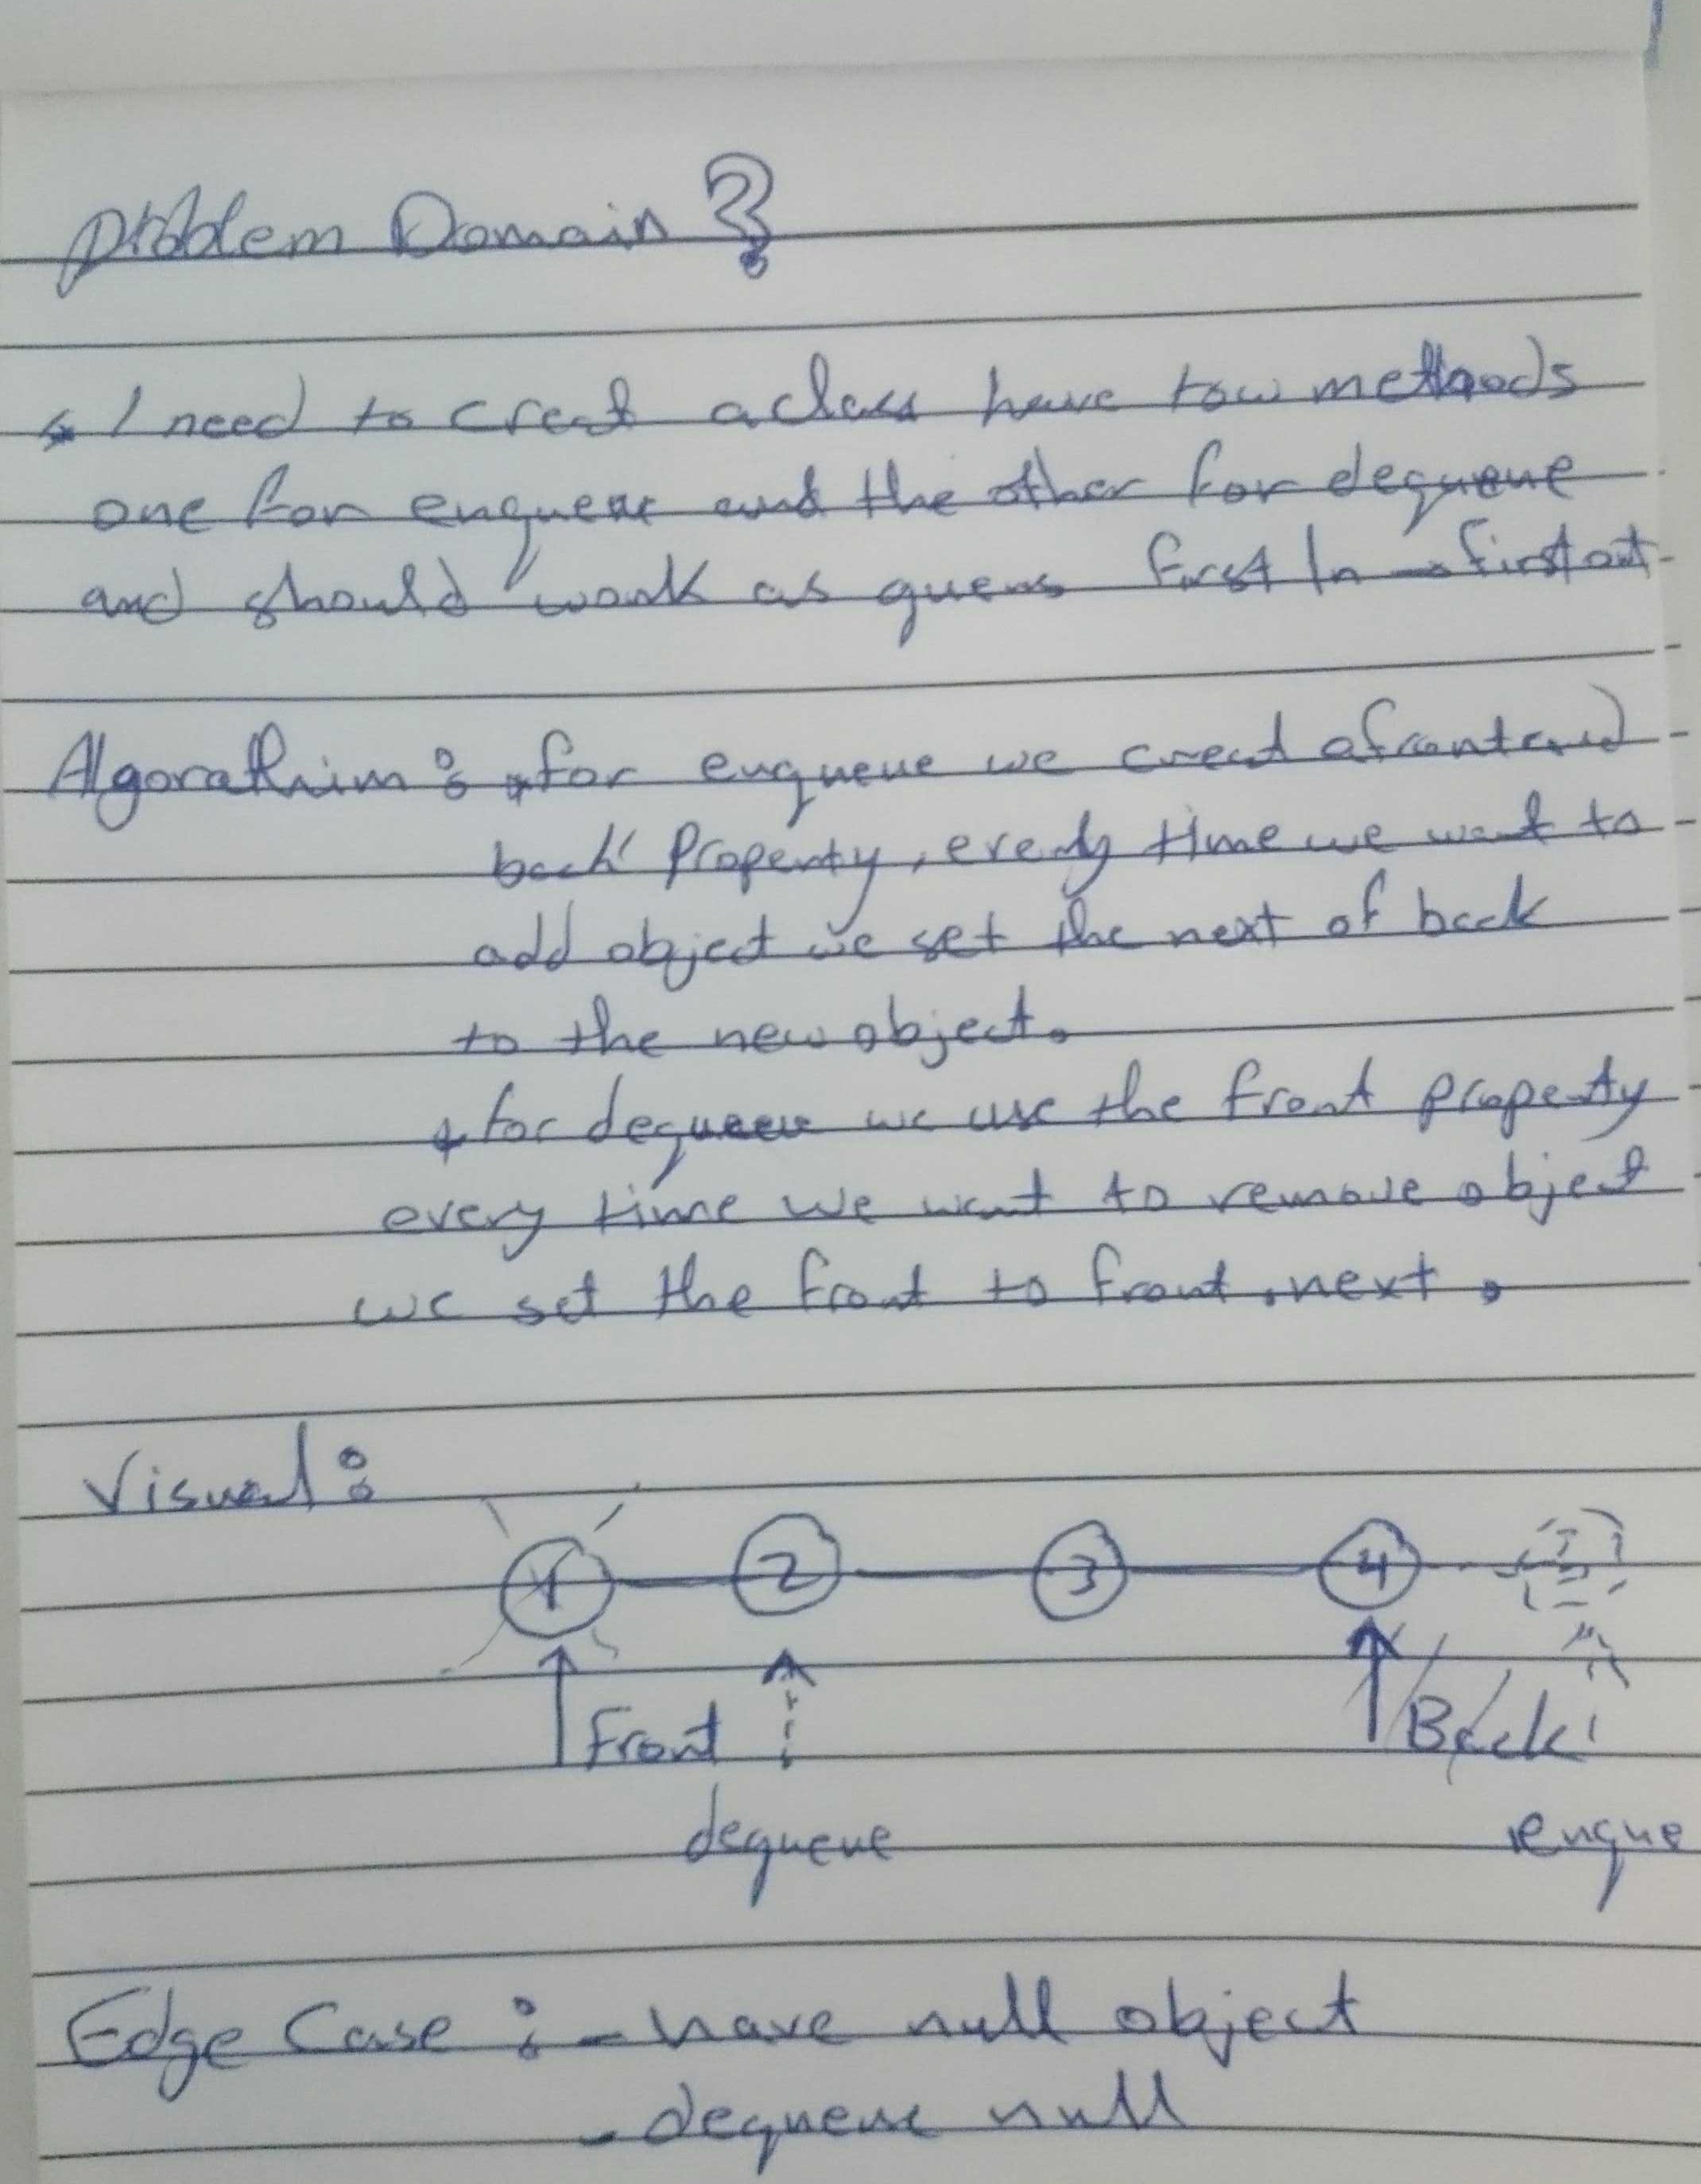 Problem Domain ?
* I need to creat a class have tow methods
one for enqueue and the other for dequeue
and should work as queue first In - first out
Algorathim : * for enqueue we creat a front and
back property, every time we want to
add object we set the next of back
to the new object.
* for dequeue we use the front property
every time we want to remove object
we set the front to front.next.
Visual :
1 2 3 4 5
Front Back
dequeue enque
Edge Case : - have null object
- dequeue null